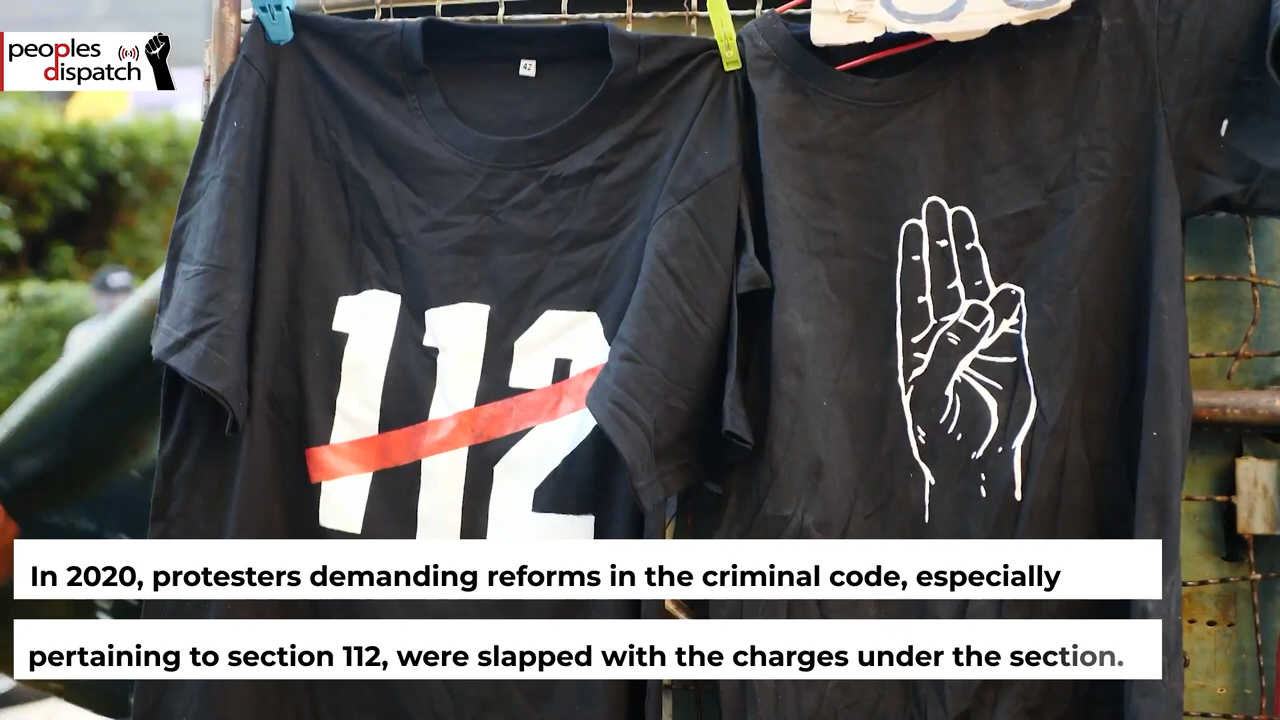 peoples
dispatch
42
112
In 2020, protesters demanding reforms in the criminal code, especially
pertaining to section 112, were slapped with the charges under the section.